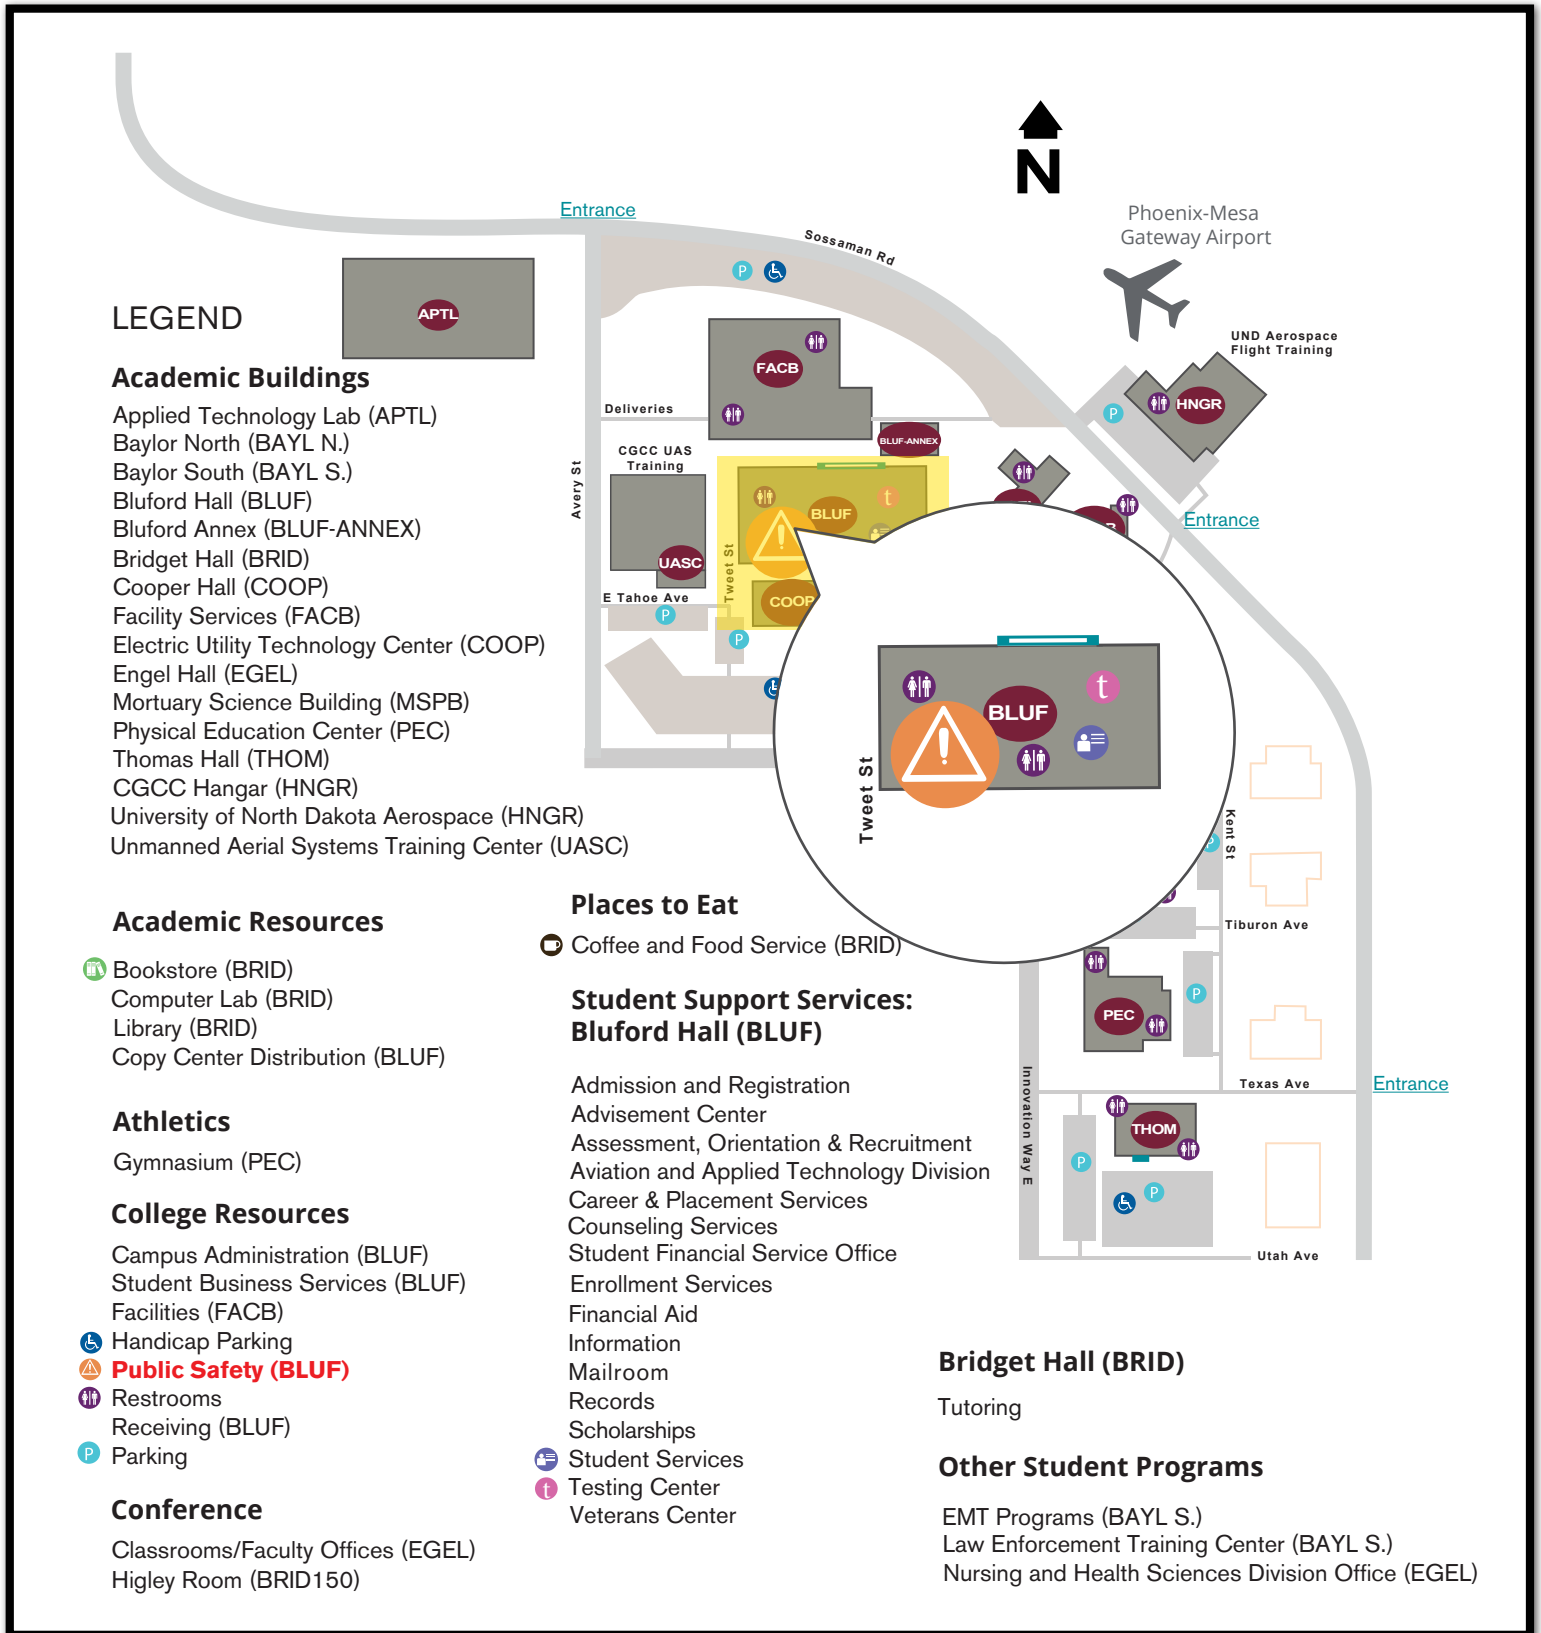 Entrance
Sossaman Rd
N
Phoenix-Mesa
Gateway Airport
UND Aerospace
Flight Training
HNGR
P
APTL
FACB
Deliveries
BLUF-ANNEX
CGCC UAS
Training
Avery St
UASC
BLUF
t
Tweet St
E Tahoe Ave
COOP
P
P
P
Entrance
BLUF
t
Tweet St
Kent St
P
Tiburon Ave
PEC
P
Innovation Way E
Texas Ave
Entrance
THOM
P
P
Utah Ave
LEGEND
Academic Buildings
Applied Technology Lab (APTL)
Baylor North (BAYL N.)
Baylor South (BAYL S.)
Bluford Hall (BLUF)
Bluford Annex (BLUF-ANNEX)
Bridget Hall (BRID)
Cooper Hall (COOP)
Facility Services (FACB)
Electric Utility Technology Center (COOP)
Engel Hall (EGEL)
Mortuary Science Building (MSPB)
Physical Education Center (PEC)
Thomas Hall (THOM)
CGCC Hangar (HNGR)
University of North Dakota Aerospace (HNGR)
Unmanned Aerial Systems Training Center (UASC)
Academic Resources
Bookstore (BRID)
Computer Lab (BRID)
Library (BRID)
Copy Center Distribution (BLUF)
Athletics
Gymnasium (PEC)
College Resources
Campus Administration (BLUF)
Student Business Services (BLUF)
Facilities (FACB)
Handicap Parking
Public Safety (BLUF)
Restrooms
Receiving (BLUF)
P Parking
Conference
Classrooms/Faculty Offices (EGEL)
Higley Room (BRID150)
Places to Eat
Coffee and Food Service (BRID)
Student Support Services:
Bluford Hall (BLUF)
Admission and Registration
Advisement Center
Assessment, Orientation & Recruitment
Aviation and Applied Technology Division
Career & Placement Services
Counseling Services
Student Financial Service Office
Enrollment Services
Financial Aid
Information
Mailroom
Records
Scholarships
Student Services
t Testing Center
Veterans Center
Bridget Hall (BRID)
Tutoring
Other Student Programs
EMT Programs (BAYL S.)
Law Enforcement Training Center (BAYL S.)
Nursing and Health Sciences Division Office (EGEL)